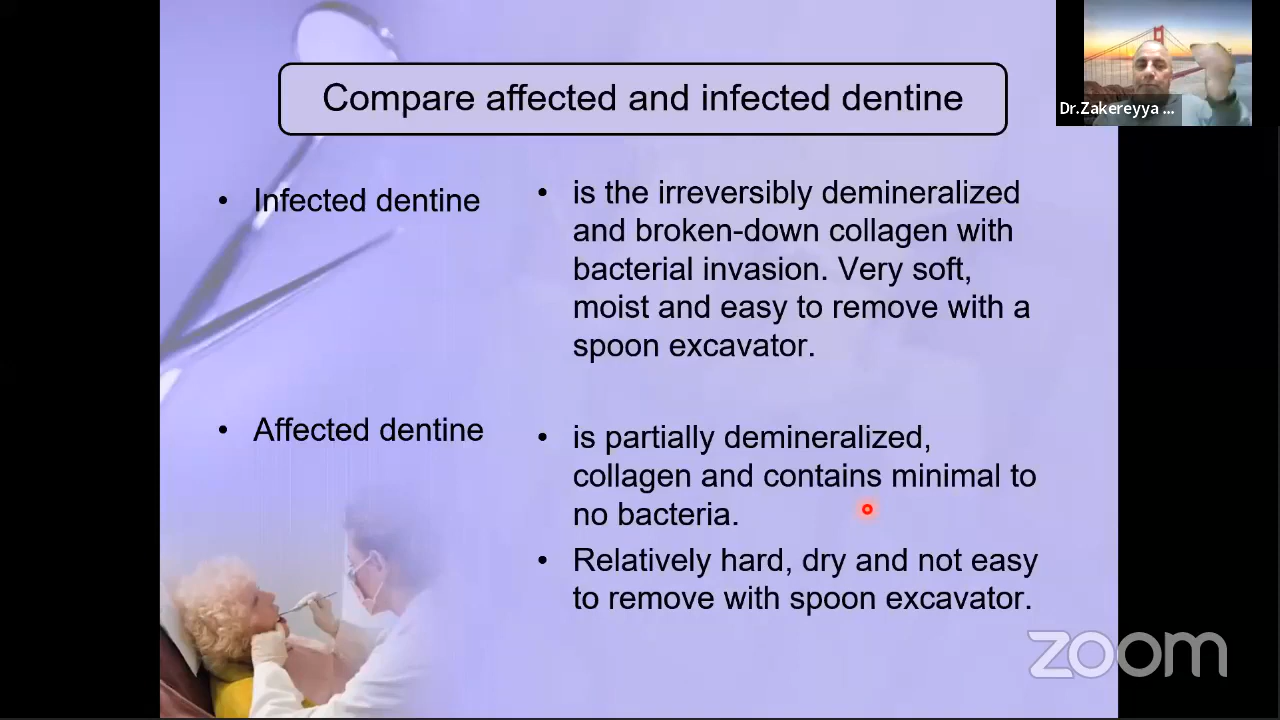 Compare affected and infected dentine
Dr.Zakereyya ...
• Infected dentine
• is the irreversibly demineralized
and broken-down collagen with
bacterial invasion. Very soft,
moist and easy to remove with a
spoon excavator.
• Affected dentine
• is partially demineralized,
collagen and contains minimal to
no bacteria.
• Relatively hard, dry and not easy
to remove with spoon excavator.
zoom